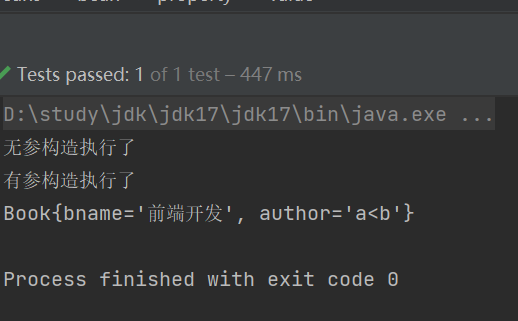 Tests passed: 1 of 1 test – 447 ms
D:\study\jdk\jdk17\jdk17\bin\java.exe ...
无参构造执行了
有参构造执行了
Book{bname='前端开发', author='a<b'}
Process finished with exit code 0